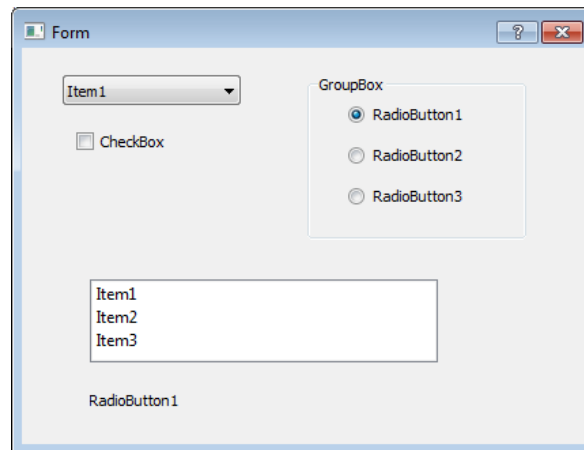 Form
Item1
CheckBox
GroupBox
RadioButton1
RadioButton2
RadioButton3
Item1
Item2
Item3
RadioButton1